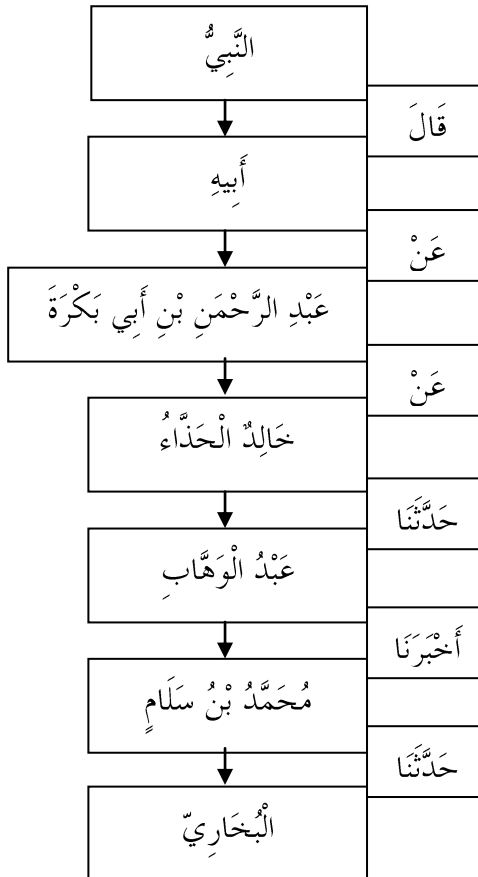 النَّبِيُّ
قَالَ
أَبِيهِ
عَنْ
عَبْدِ الرَّحْمَنِ بْنِ أَبِي بَكْرَةَ
عَنْ
خَالِدٌ الْحَذَّاءُ
حَدَّثَنَا
عَبْدُ الْوَهَّابِ
أَخْبَرَنَا
مُحَمَّدُ بْنُ سَلَامٍ
حَدَّثَنَا
الْبُخَارِيّ